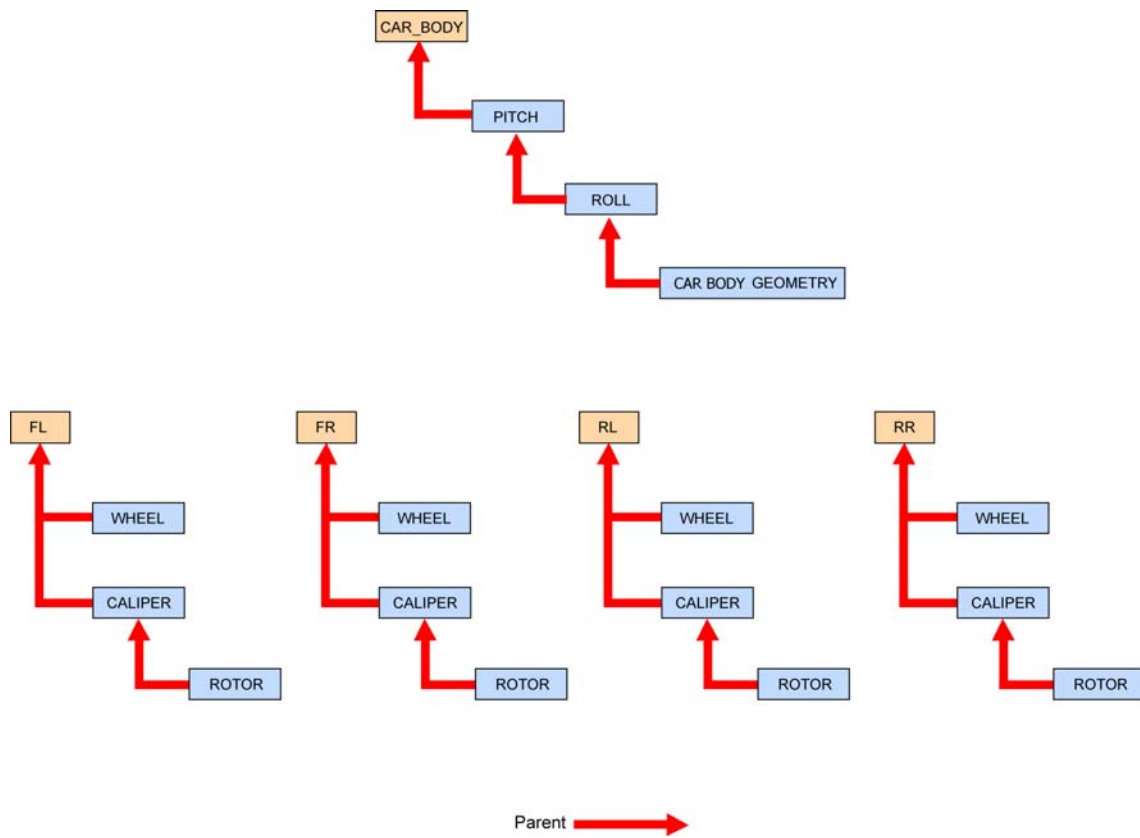 CAR_BODY
PITCH
ROLL
CAR BODY GEOMETRY
FL
FR
RL
RR
WHEEL
WHEEL
WHEEL
WHEEL
CALIPER
CALIPER
CALIPER
CALIPER
ROTOR
ROTOR
ROTOR
ROTOR
Parent